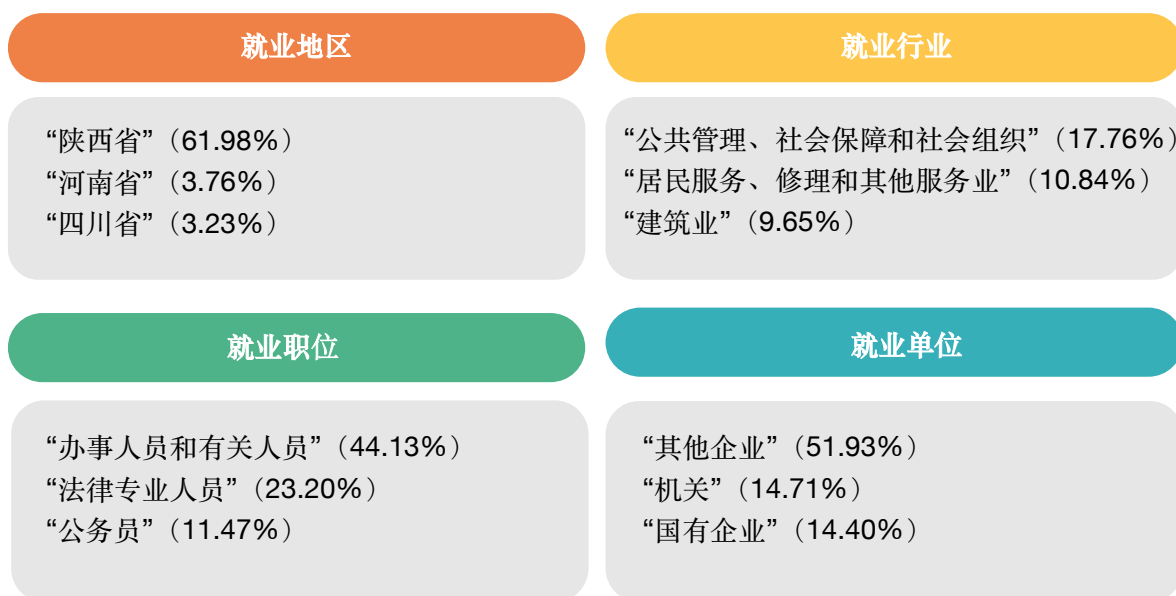 就业地区
“陕西省”（61.98%）
“河南省”（3.76%）
“四川省”（3.23%）
就业行业
“公共管理、社会保障和社会组织”（17.76%）
“居民服务、修理和其他服务业”（10.84%）
“建筑业”（9.65%）
就业职位
“办事人员和有关人员”（44.13%）
“法律专业人员”（23.20%）
“公务员”（11.47%）
就业单位
“其他企业”（51.93%）
“机关”（14.71%）
“国有企业”（14.40%）